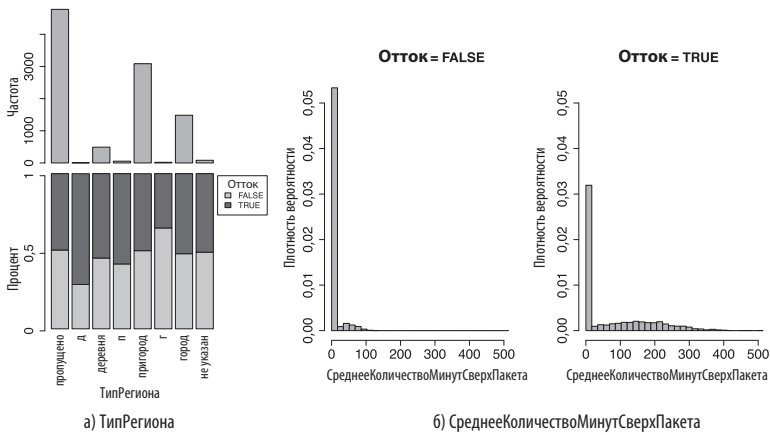 Частота
0 1000 3000
Процент
0 0,5 1
Отток
FALSE
TRUE
пропущено д деревня п пригород г город не указан
ТипРегиона
а) ТипРегиона
Отток = FALSE
Плотность вероятности
0,00 0,01 0,02 0,03 0,04 0,05
0 100 200 300 400 500
СреднееКоличествоМинутСверхПакета
Отток = TRUE
Плотность вероятности
0,00 0,01 0,02 0,03 0,04 0,05
0 100 200 300 400 500
СреднееКоличествоМинутСверхПакета
б) СреднееКоличествоМинутСверхПакета